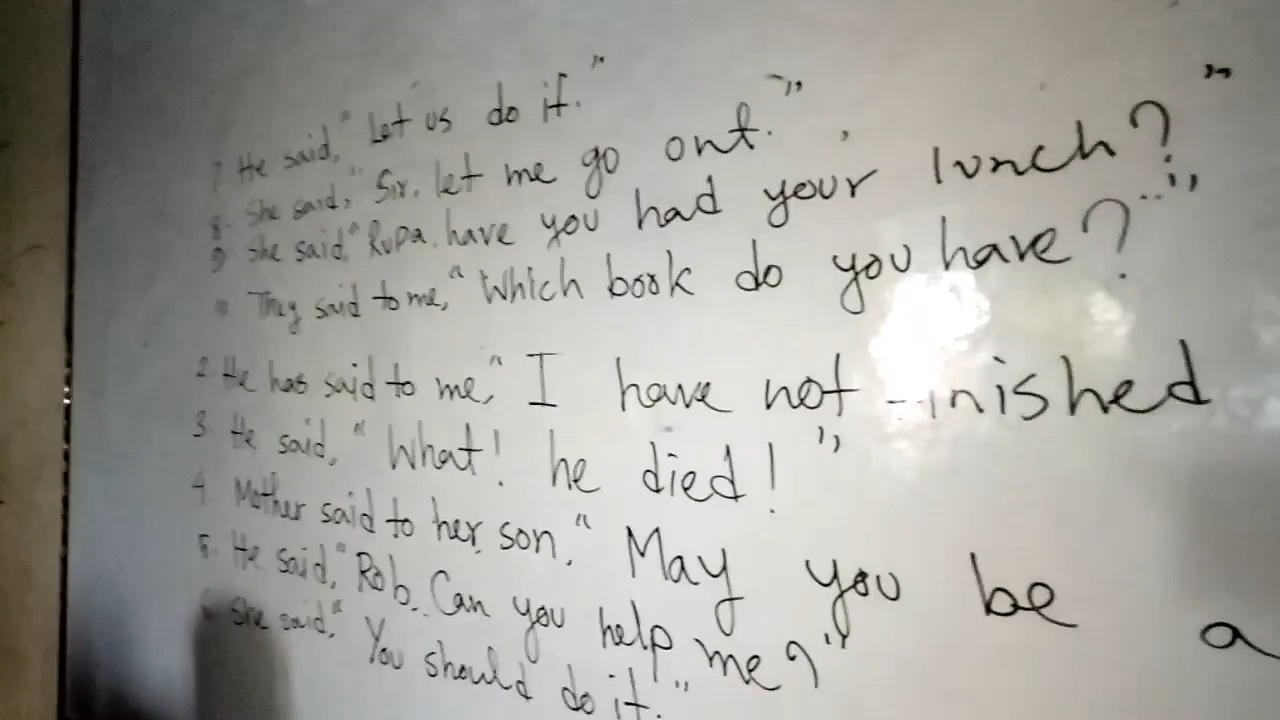 7 He said, "Let us do it."
8. She said, "Sir, let me go out."
9 She said, "Rupa, have you had your lunch?"
They said to me, "Which book do you have?"
2 He has said to me, "I have not finished
3 He said, "What! he died!"
4 Mother said to her son, "May you be a
5. He said, "Rob, Can you help me?"
She said, "You should do it."